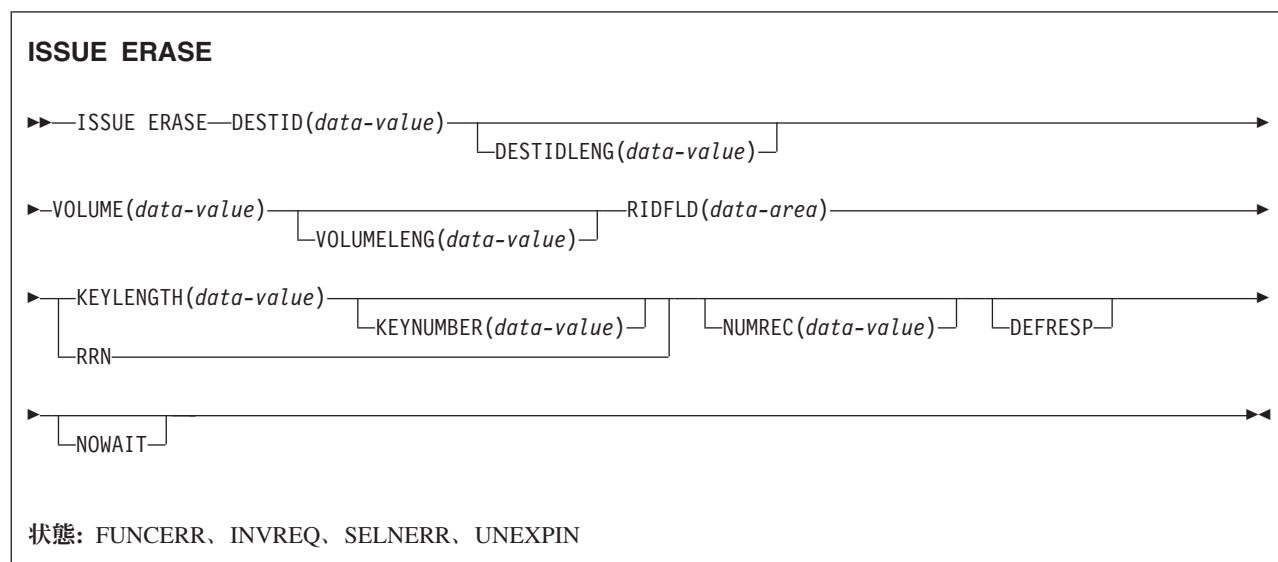 ISSUE ERASE
ISSUE ERASE DESTID(data-value)
DESTIDLENG(data-value)
VOLUME(data-value) RIDFLD(data-area)
VOLUMELENG(data-value)
KEYLENGTH(data-value)
KEYNUMBER(data-value) NUMREC(data-value) DEFRESP
RRN
NOWAIT
状態: FUNCERR、INVREQ、SELNERR、UNEXPIN